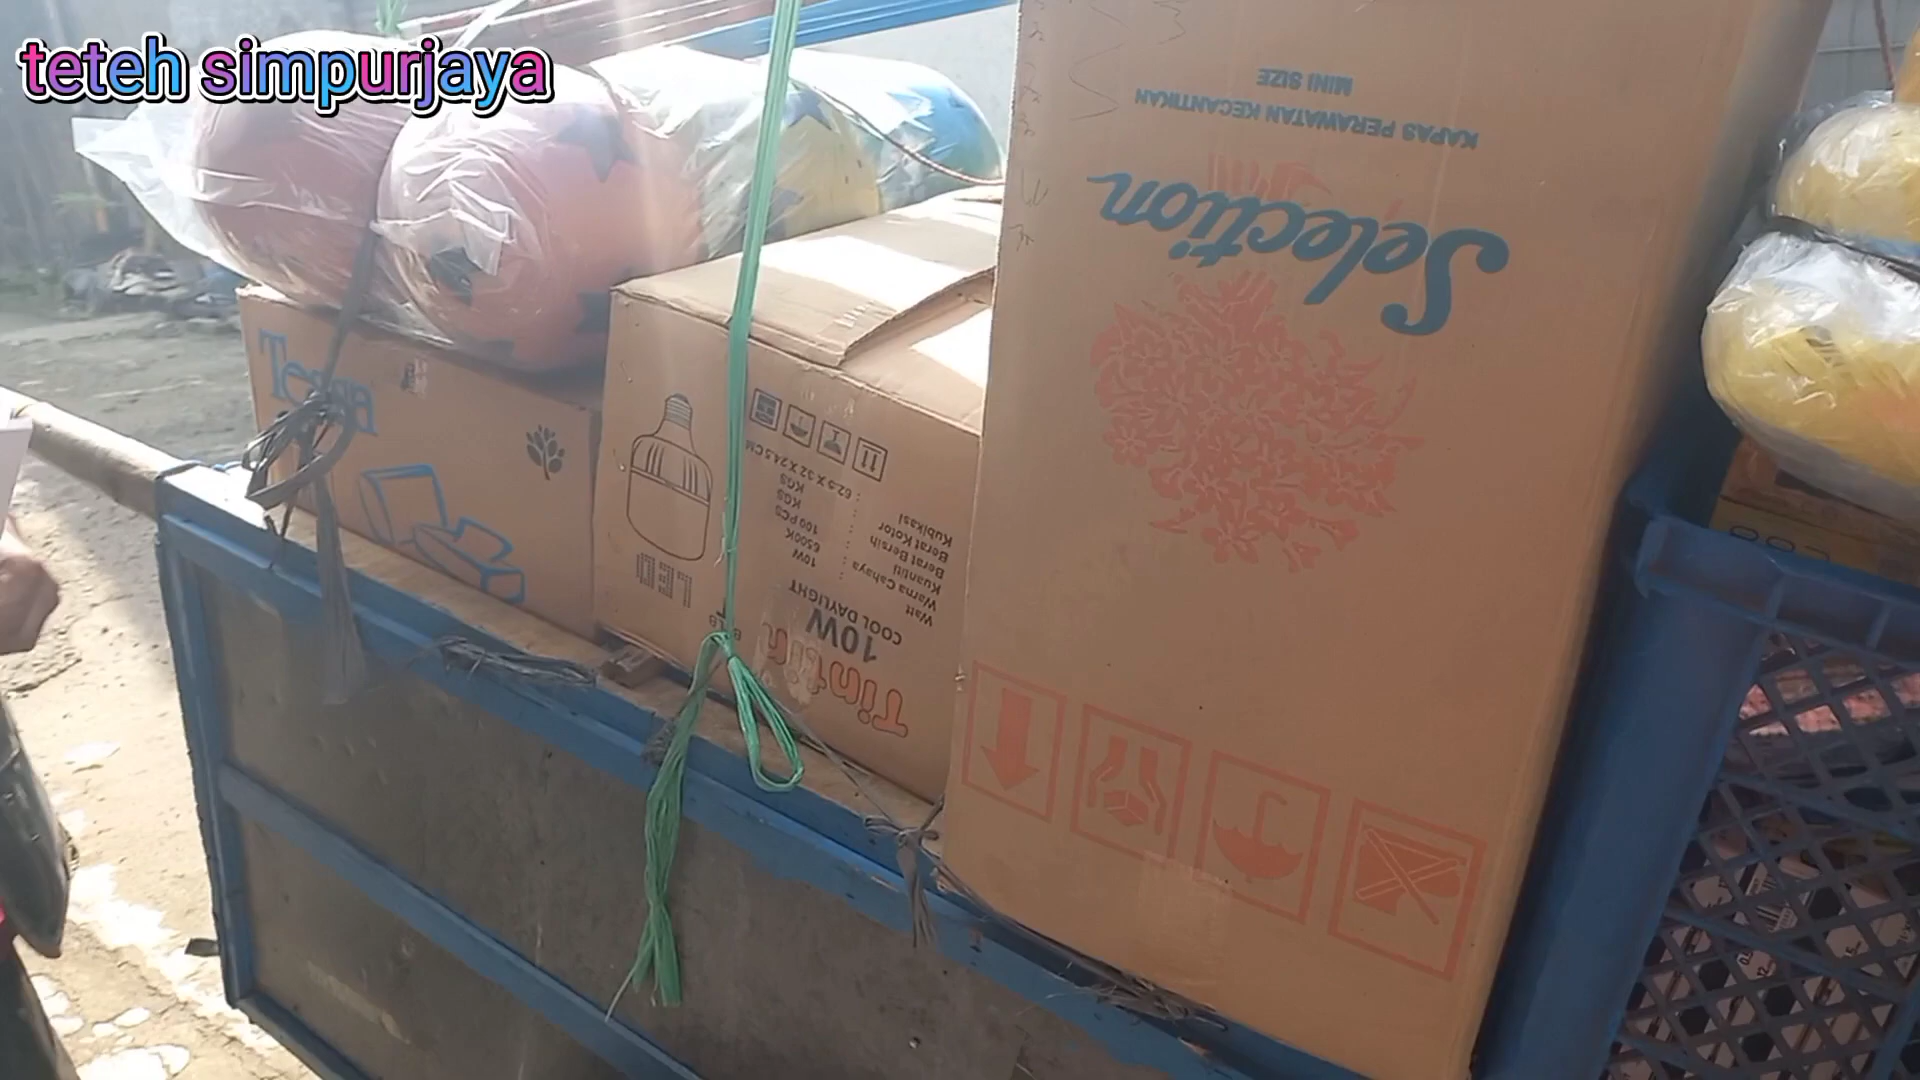 teteh simpurjaya
MINI SIZE
KAPAS PERAWATAN KECANTIKAN
Selection
LED
Tintin
10W
COOL DAYLIGHT
Watt : 10W
Warna Cahaya : 6500K
Kuantiti : 100 PCS
Berat Bersih : KGS
Berat Kotor : KGS
Kubikasi : 62.5 X 32 X 24.5 CM